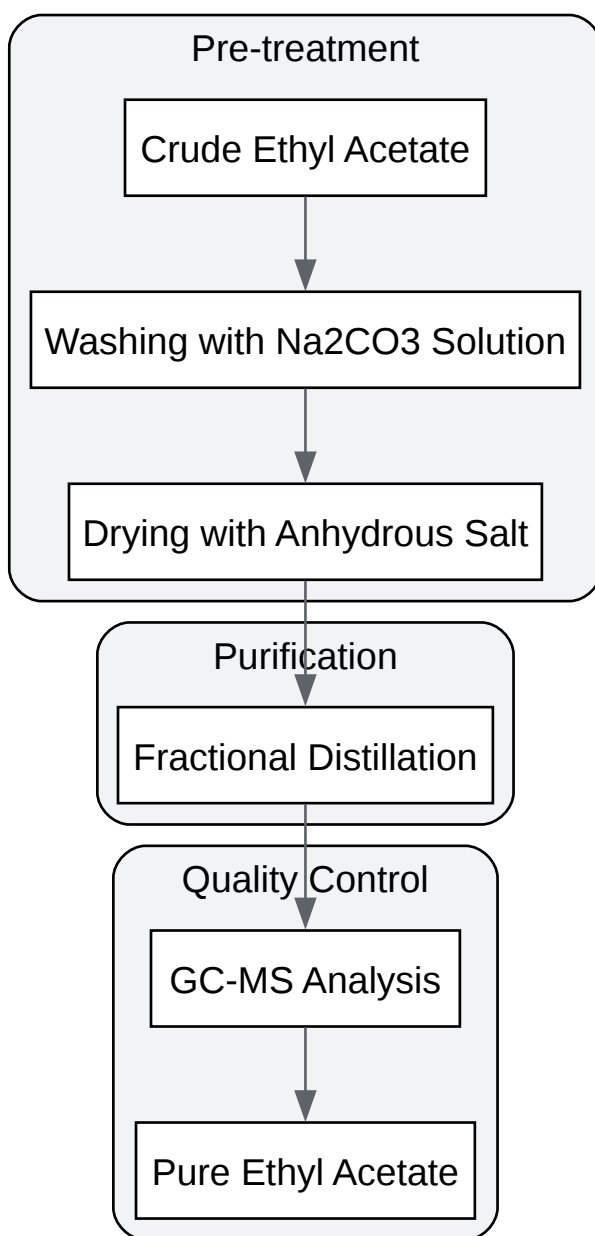 Pre-treatment
Crude Ethyl Acetate
Washing with Na2CO3 Solution
Drying with Anhydrous Salt
Purification
Fractional Distillation
Quality Control
GC-MS Analysis
Pure Ethyl Acetate